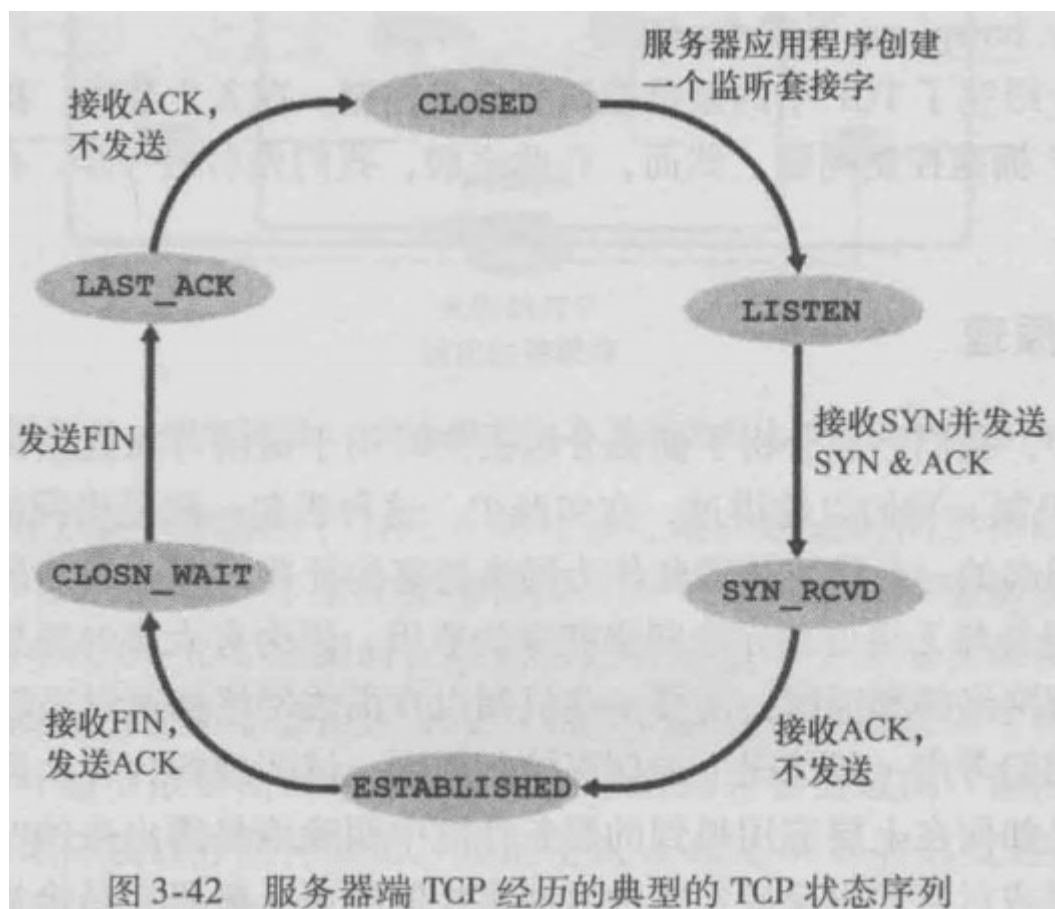 服务器应用程序创建
一个监听套接字
接收ACK，
不发送
CLOSED
LAST_ACK
LISTEN
发送FIN
接收SYN并发送
SYN & ACK
CLOSN_WAIT
SYN_RCVD
接收FIN，
发送ACK
接收ACK，
不发送
ESTABLISHED
图 3-42 服务器端 TCP 经历的典型的 TCP 状态序列